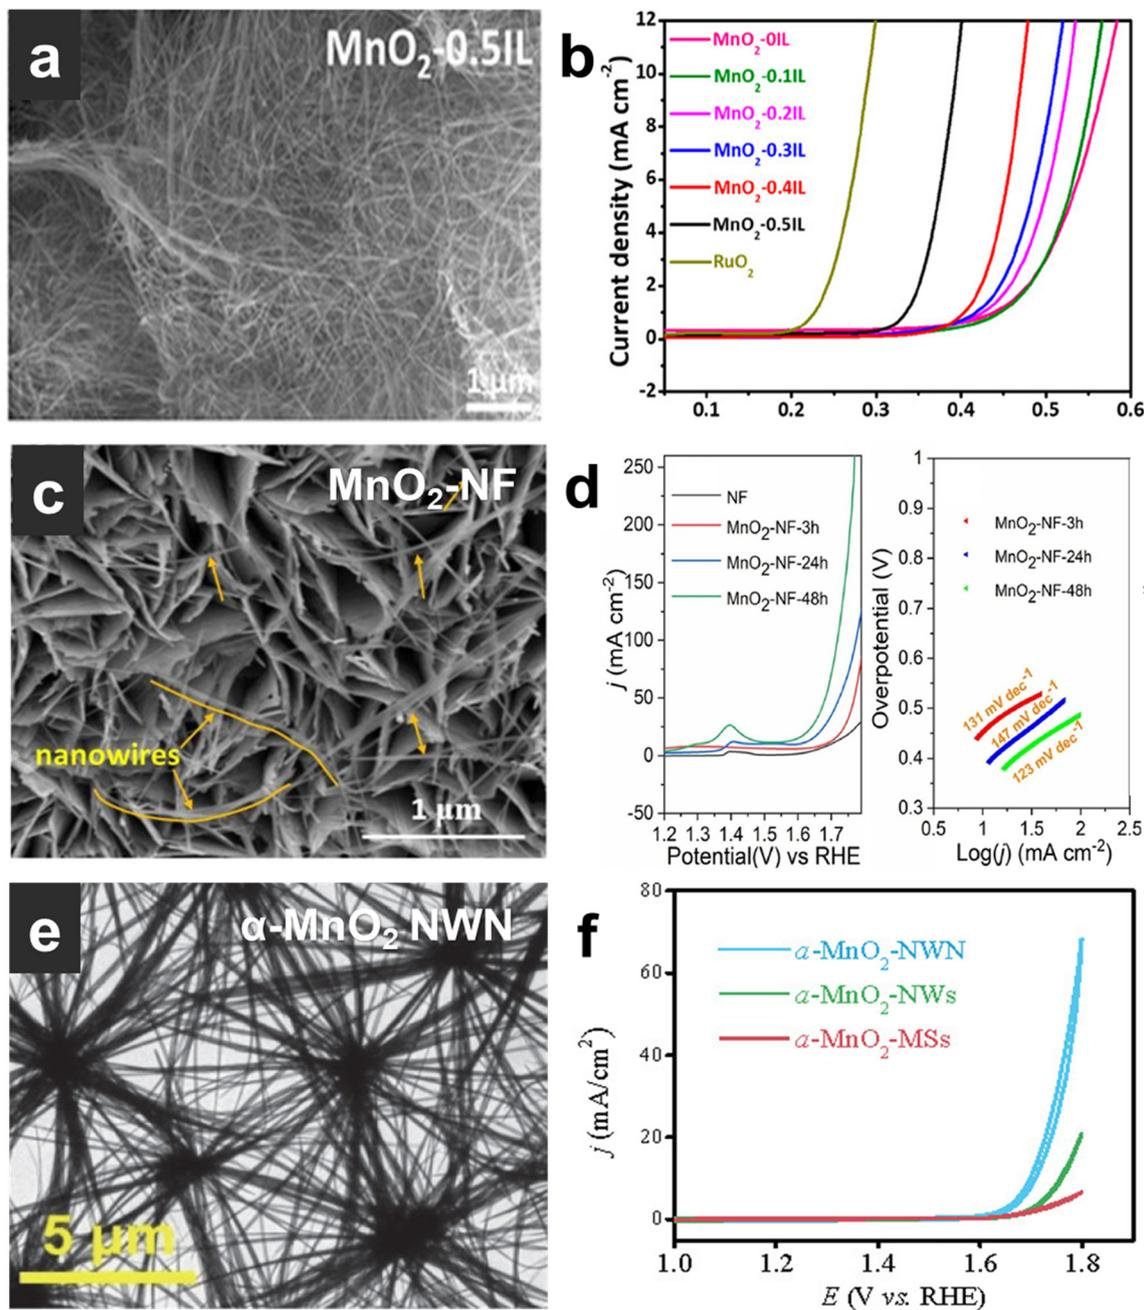 a
MnO₂-0.5IL
1 μm
b
MnO₂-0IL
MnO₂-0.1IL
MnO₂-0.2IL
MnO₂-0.3IL
MnO₂-0.4IL
MnO₂-0.5IL
RuO₂
Current density (mA cm⁻²)
12
10
8
6
4
2
0
-2
0.1 0.2 0.3 0.4 0.5 0.6
c
MnO₂-NF
nanowires
1 μm
d
NF
MnO₂-NF-3h
MnO₂-NF-24h
MnO₂-NF-48h
j (mA cm⁻²)
250
200
150
100
50
0
-50
1.2 1.3 1.4 1.5 1.6 1.7
Potential(V) vs RHE
MnO₂-NF-3h
MnO₂-NF-24h
MnO₂-NF-48h
131 mV dec⁻¹
147 mV dec⁻¹
123 mV dec⁻¹
Overpotential (V)
1
0.9
0.8
0.7
0.6
0.5
0.4
0.3
0.5 1 1.5 2 2.5
Log(j) (mA cm⁻²)
e
α-MnO₂ NWN
5 μm
f
α-MnO₂-NWN
α-MnO₂-NWs
α-MnO₂-MSs
j (mA/cm²)
80
60
40
20
0
1.0 1.2 1.4 1.6 1.8
E (V vs. RHE)